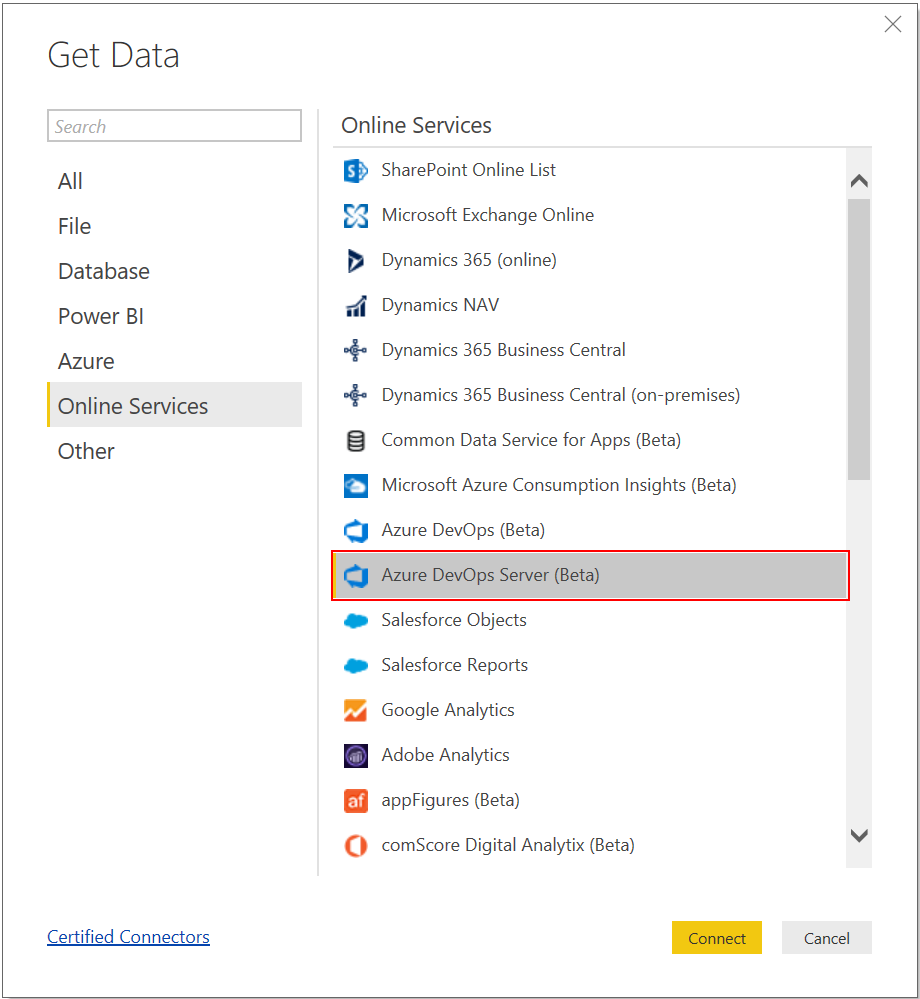 Get Data
Search
All
File
Database
Power BI
Azure
Online Services
Other
Online Services
SharePoint Online List
Microsoft Exchange Online
Dynamics 365 (online)
Dynamics NAV
Dynamics 365 Business Central
Dynamics 365 Business Central (on-premises)
Common Data Service for Apps (Beta)
Microsoft Azure Consumption Insights (Beta)
Azure DevOps (Beta)
Azure DevOps Server (Beta)
Salesforce Objects
Salesforce Reports
Google Analytics
Adobe Analytics
af appFigures (Beta)
comScore Digital Analytix (Beta)
Certified Connectors
Connect
Cancel